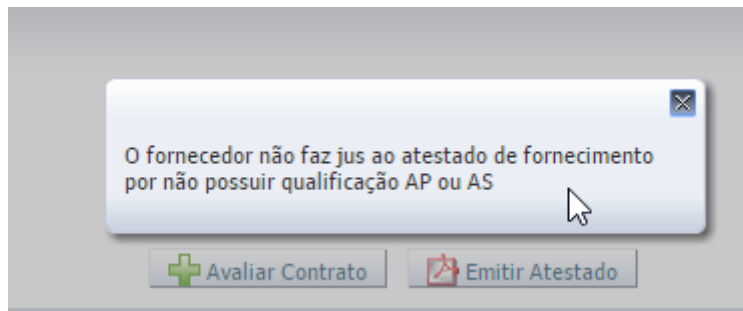 O fornecedor não faz jus ao atestado de fornecimento
por não possuir qualificação AP ou AS
Avaliar Contrato
Emitir Atestado